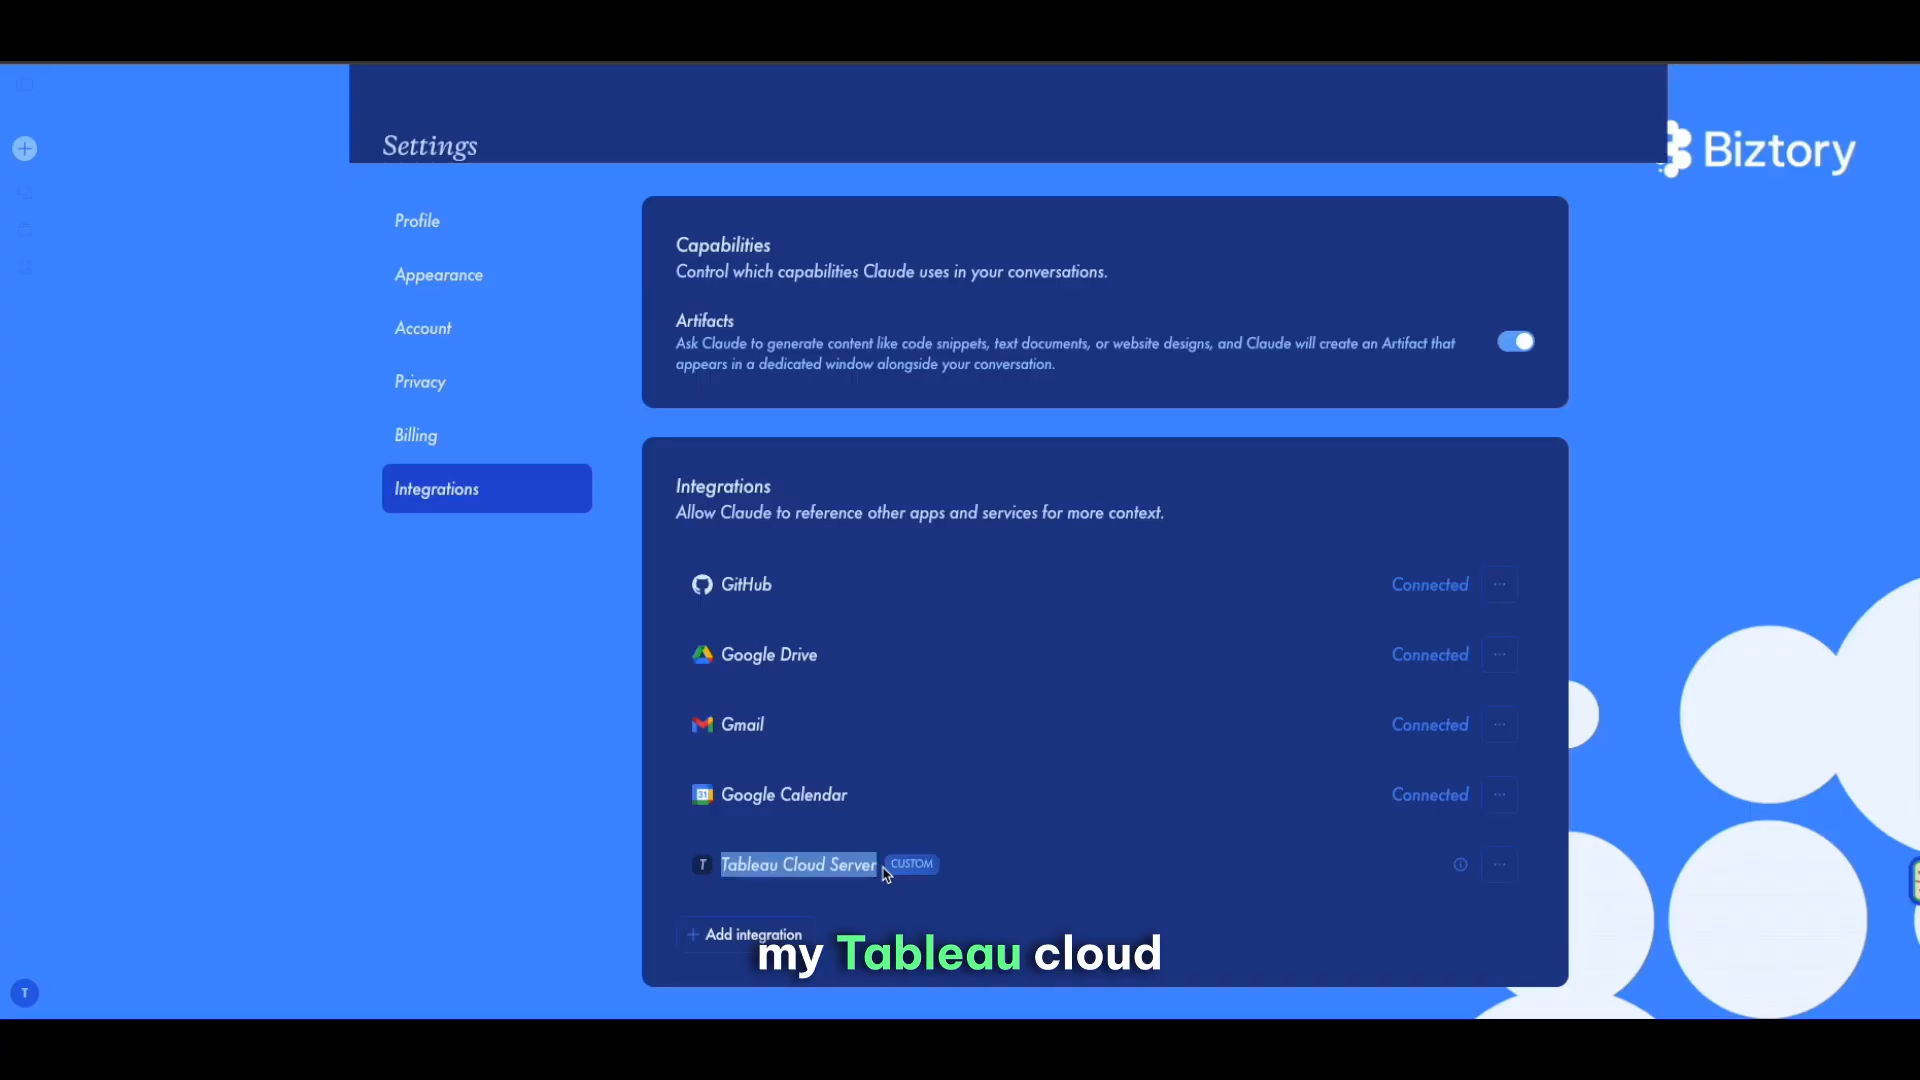 Settings
Biztory
Profile
Appearance
Account
Privacy
Billing
Integrations
Capabilities
Control which capabilities Claude uses in your conversations.
Artifacts
Ask Claude to generate content like code snippets, text documents, or website designs, and Claude will create an Artifact that
appears in a dedicated window alongside your conversation.
Integrations
Allow Claude to reference other apps and services for more context.
GitHub
Connected
Google Drive
Connected
Gmail
Connected
31
Google Calendar
Connected
T
Tableau Cloud Server
CUSTOM
+ Add integration
my Tableau cloud
T